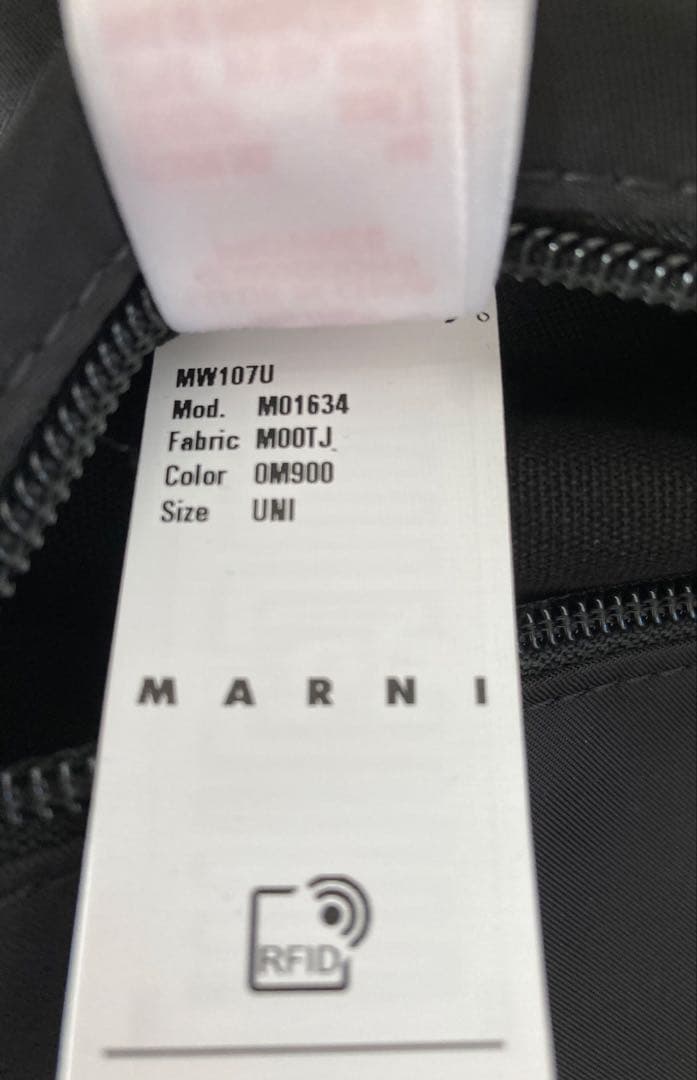 MW107U
Mod. M01634
Fabric M00TJ
Color 0M900
Size UNI
MARNI
RFID